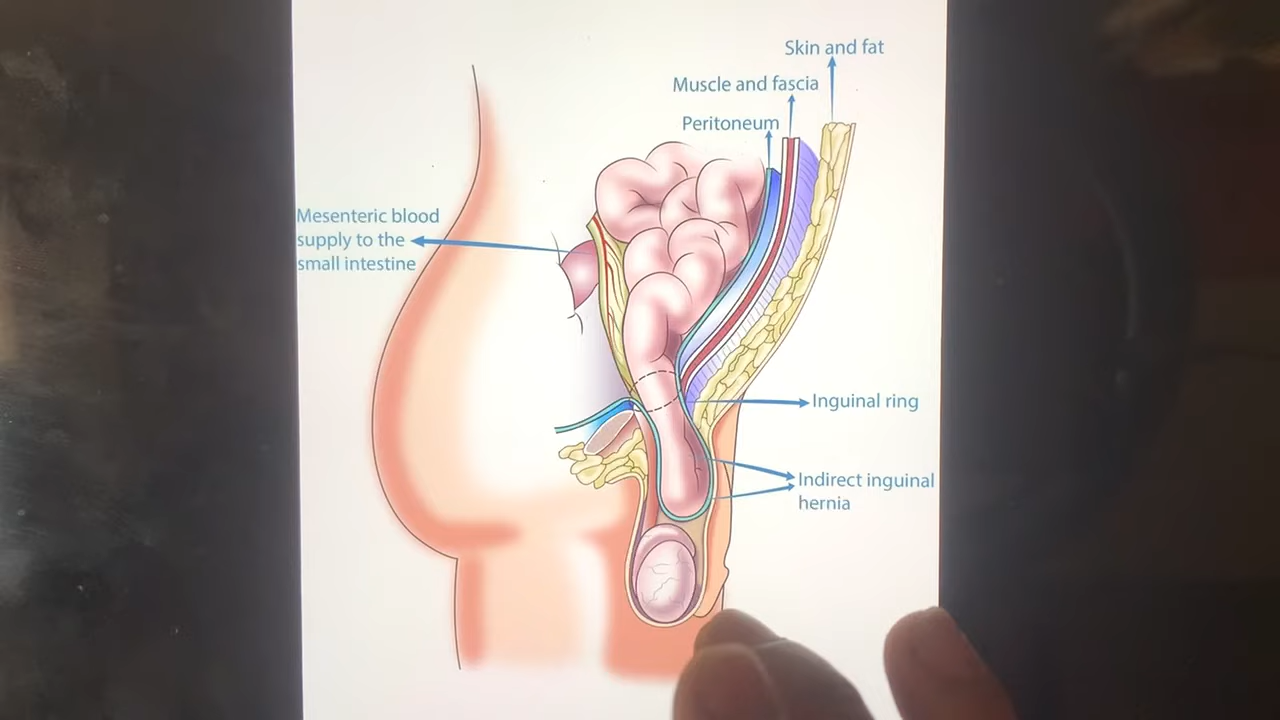 Skin and fat
Muscle and fascia
Peritoneum
Mesenteric blood
supply to the
small intestine
Inguinal ring
Indirect inguinal
hernia